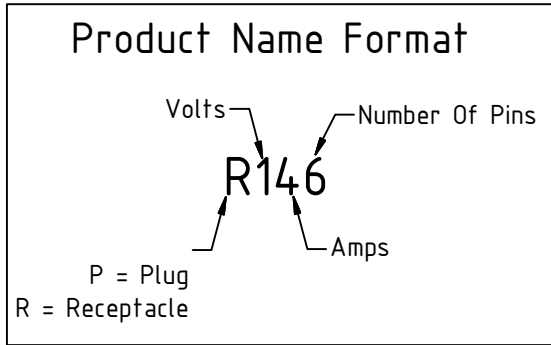 Product Name Format
Volts
Number Of Pins
R146
Amps
P = Plug
R = Receptacle